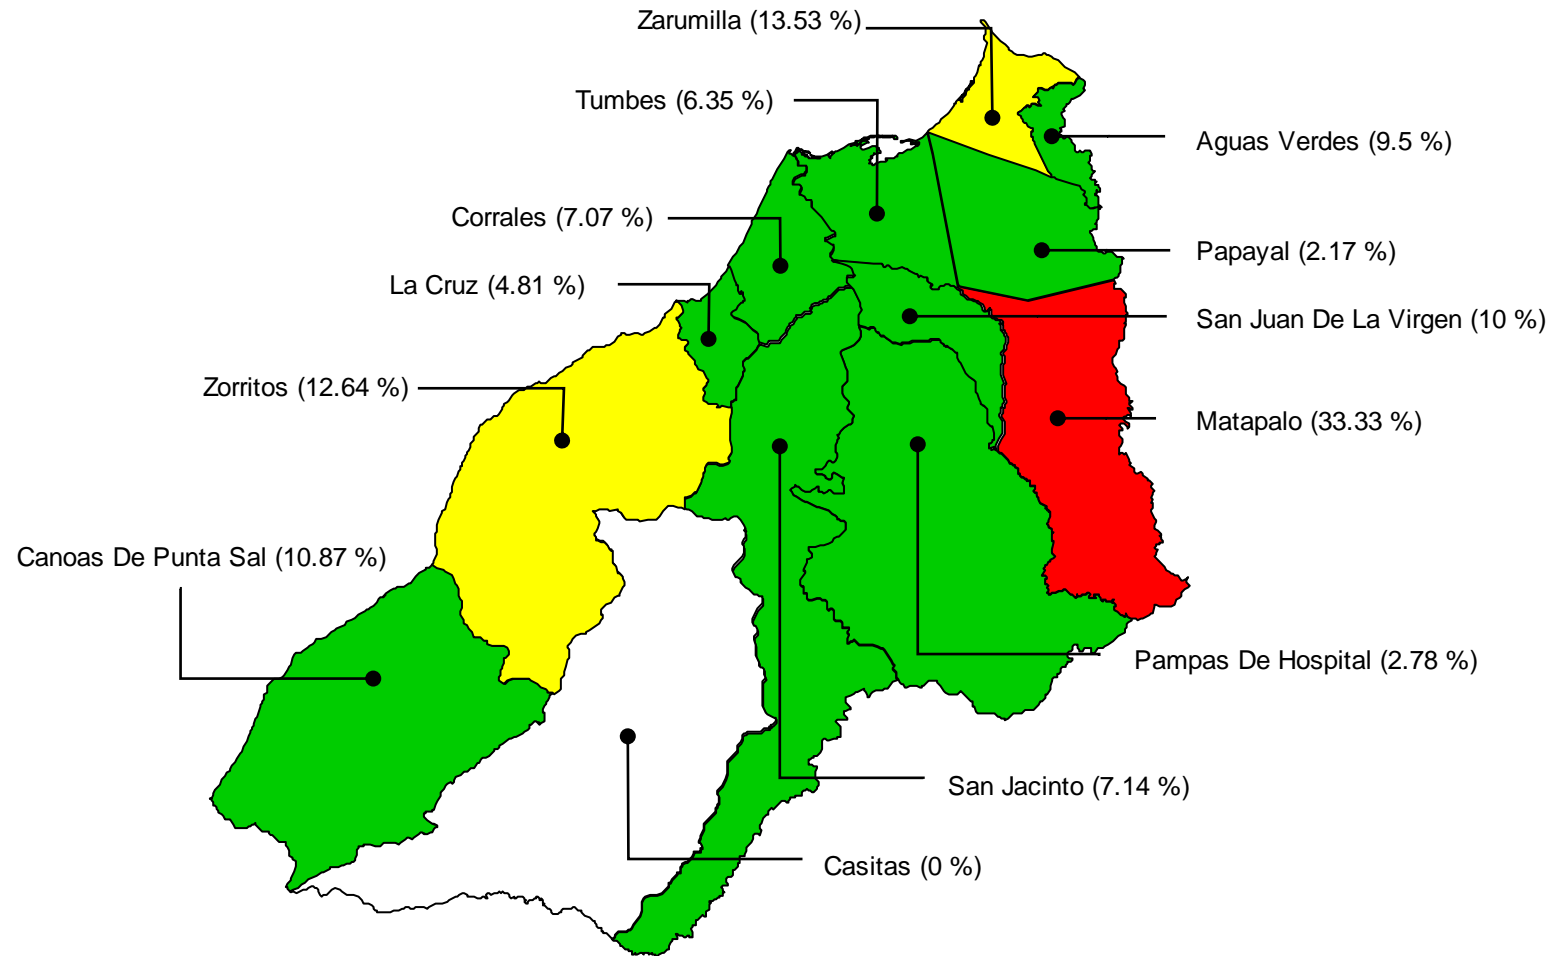 Zarumilla (13.53 %)
Tumbes (6.35 %)
Aguas Verdes (9.5 %)
Corrales (7.07 %)
Papayal (2.17 %)
La Cruz (4.81 %)
San Juan De La Virgen (10 %)
Zorritos (12.64 %)
Matapalo (33.33 %)
Canoas De Punta Sal (10.87 %)
Pampas De Hospital (2.78 %)
San Jacinto (7.14 %)
Casitas (0 %)